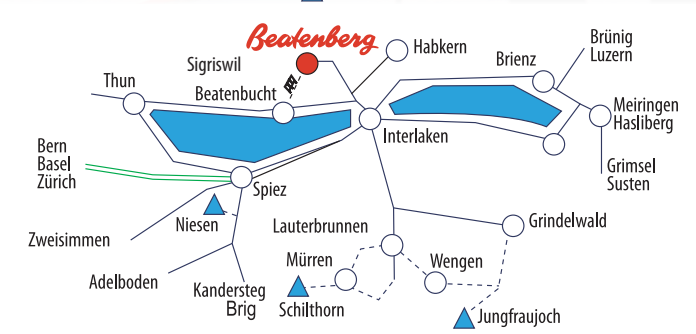 Beatenberg
Habkern
Brünig
Luzern
Sigriswil
Brienz
Thun
Beatenbucht
Meiringen
Hasliberg
Interlaken
Bern
Basel
Zürich
Grimsel
Susten
Spiez
Niesen
Lauterbrunnen
Grindelwald
Zweisimmen
Mürren
Wengen
Adelboden
Kandersteg
Brig
Schilthorn
Jungfraujoch